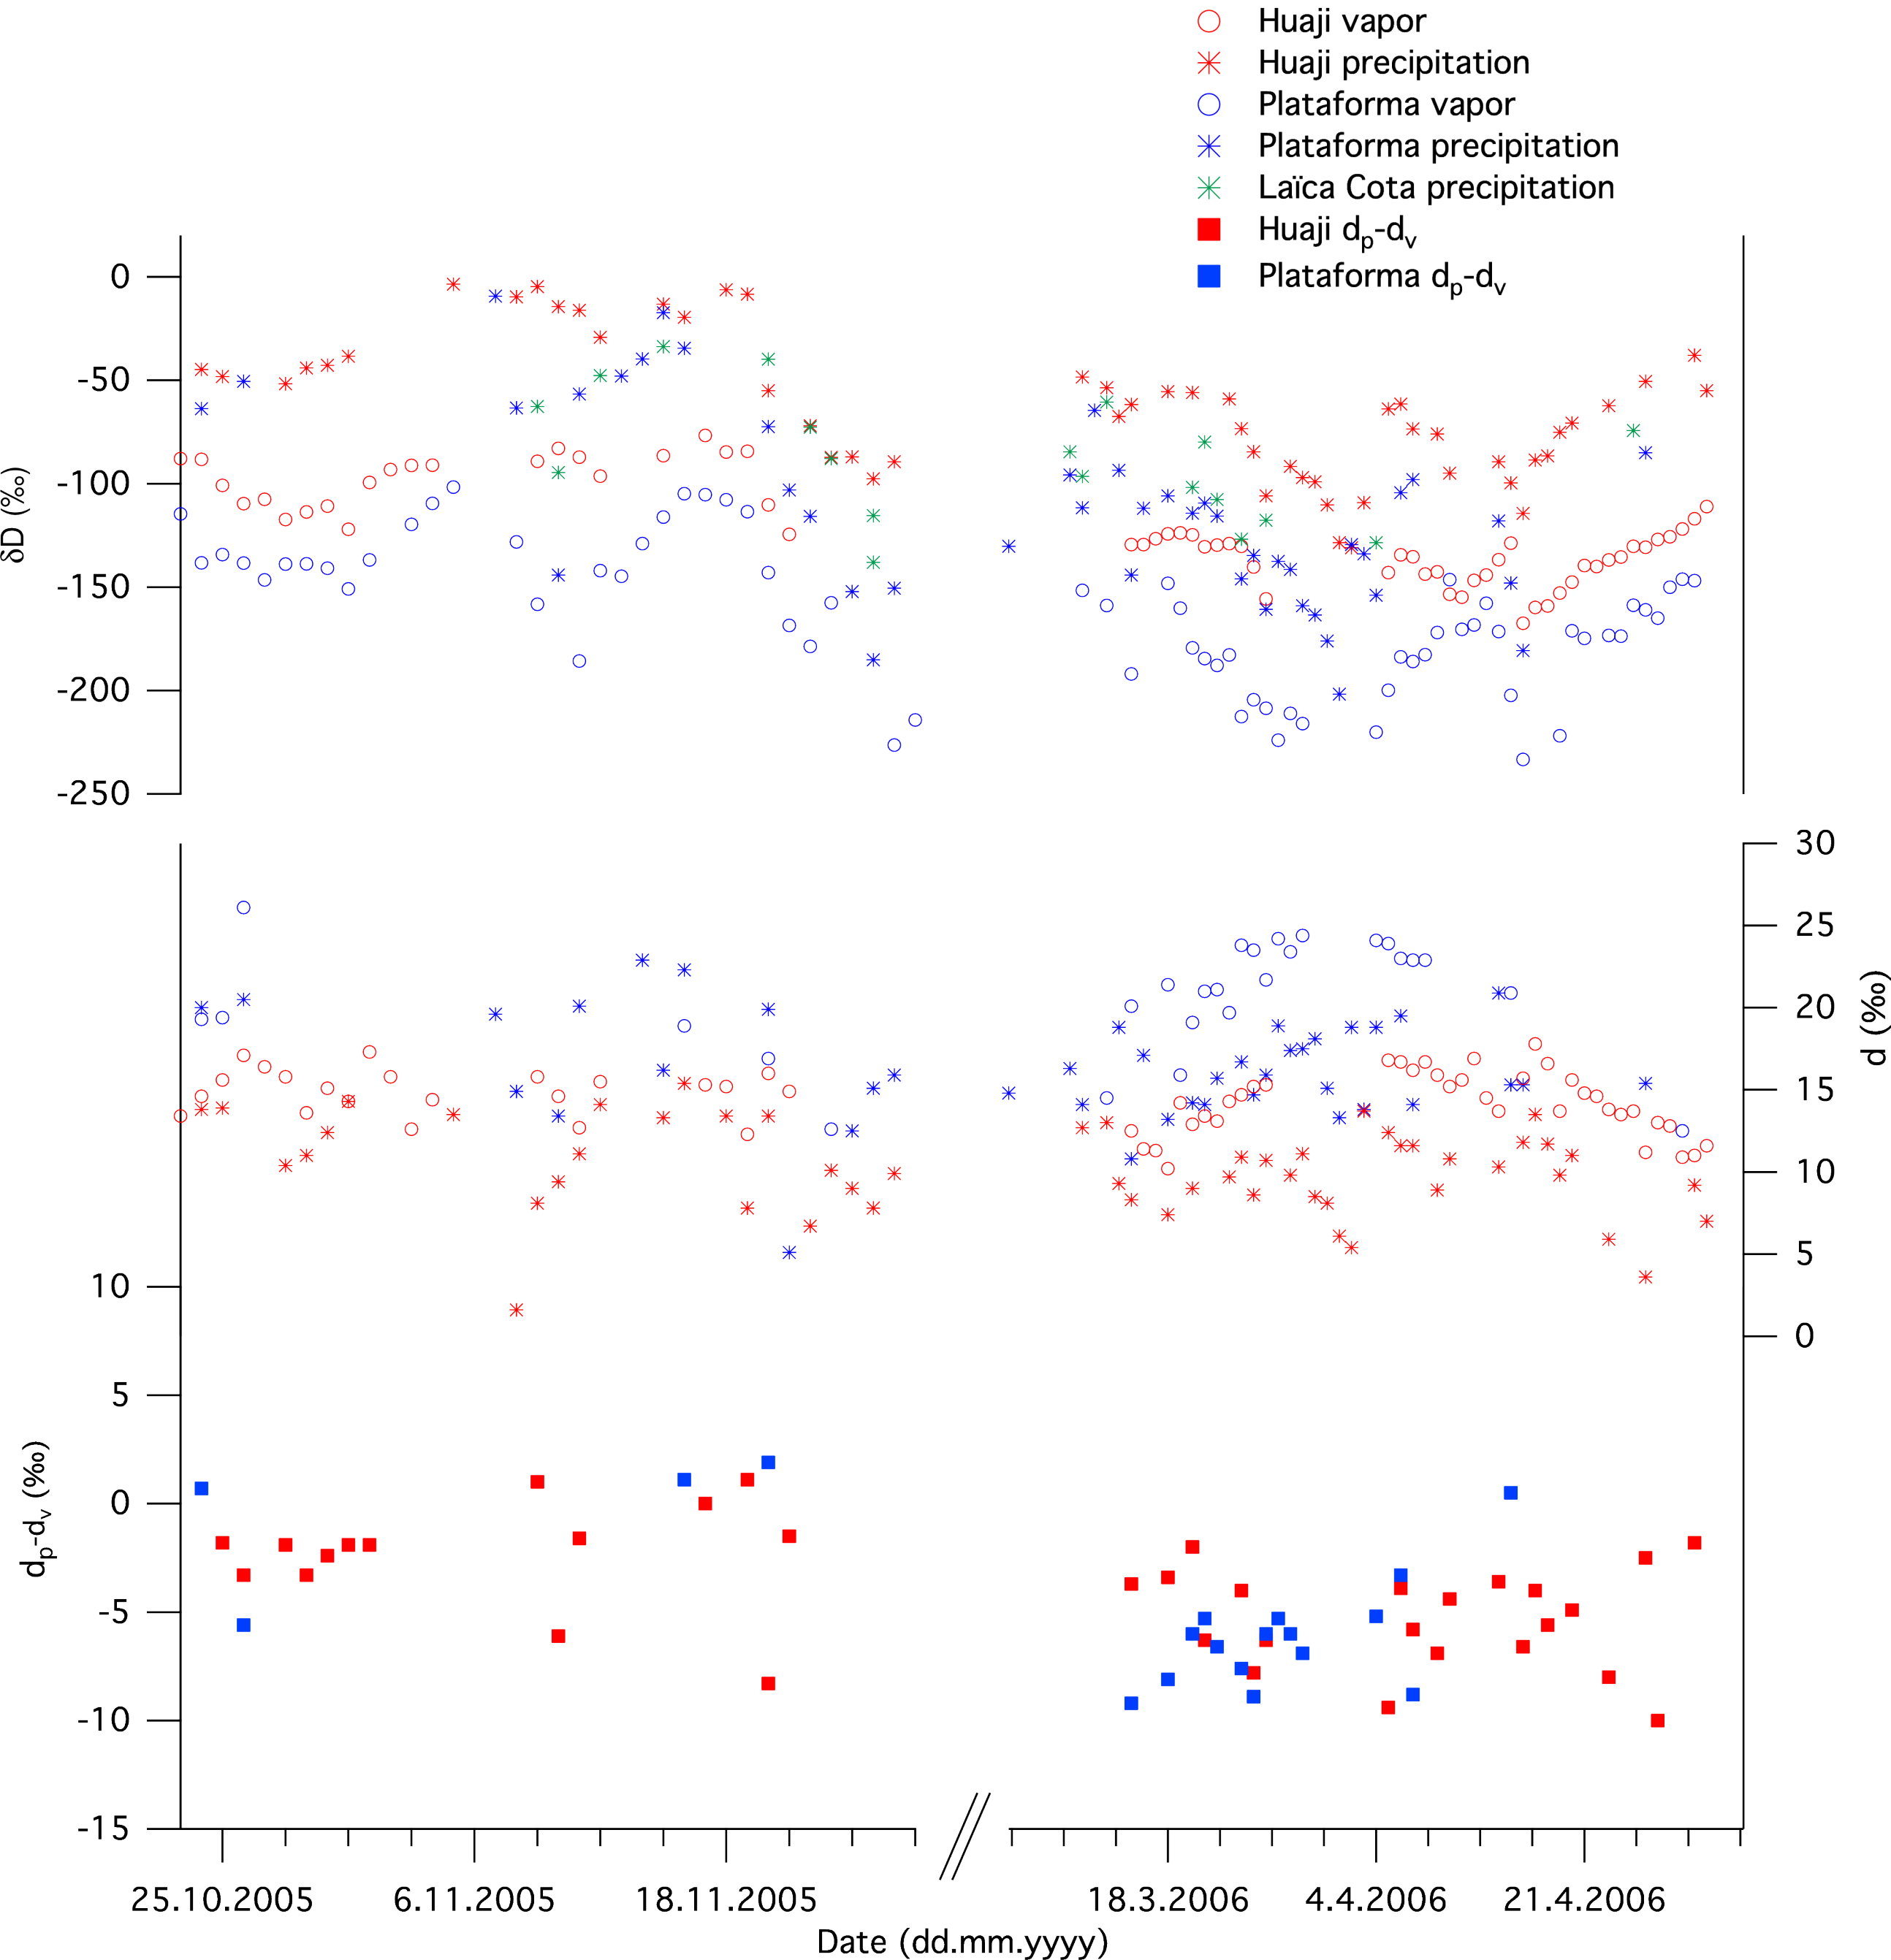 Huaji vapor
Huaji precipitation
Plataforma vapor
Plataforma precipitation
Laïca Cota precipitation
Huaji dp-dv
Plataforma dp-dv
δD (‰)
0
-50
-100
-150
-200
-250
d (‰)
30
25
20
15
10
5
0
dp-dv (‰)
10
5
0
-5
-10
-15
25.10.2005 6.11.2005 18.11.2005 18.3.2006 4.4.2006 21.4.2006
Date (dd.mm.yyyy)